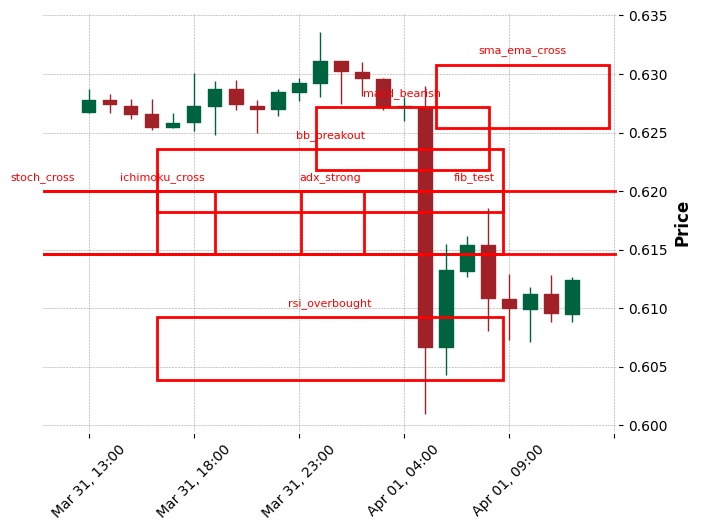 0.635
sma_ema_cross
0.630
macd_bearish
0.625
bb_breakout
stoch_cross
ichimoku_cross
adx_strong
fib_test
0.620
Price
0.615
rsi_overbought
0.610
0.605
0.600
Mar 31, 13:00
Mar 31, 18:00
Mar 31, 23:00
Apr 01, 04:00
Apr 01, 09:00